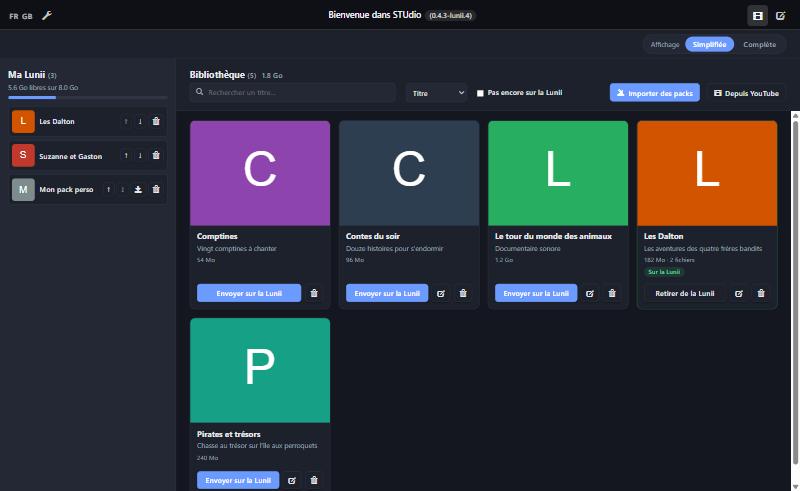 FR GB
Bienvenue dans STUdio (0.4.3-lunii.4)
Affichage Simplifiée Complète
Ma Lunii (3)
5.6 Go libres sur 8.0 Go
L Les Dalton ↑ ↓
S Suzanne et Gaston ↑ ↓
M Mon pack perso ↑ ↓
Bibliothèque (5) 1.8 Go
Rechercher un titre...
Titre
Pas encore sur la Lunii
Importer des packs
Depuis YouTube
C
Comptines
Vingt comptines à chanter
54 Mo
Envoyer sur la Lunii
C
Contes du soir
Douze histoires pour s'endormir
96 Mo
Envoyer sur la Lunii
L
Le tour du monde des animaux
Documentaire sonore
1.2 Go
Envoyer sur la Lunii
L
Les Dalton
Les aventures des quatre frères bandits
182 Mo · 2 fichiers
Sur la Lunii
Retirer de la Lunii
P
Pirates et trésors
Chasse au trésor sur l'île aux perroquets
240 Mo
Envoyer sur la Lunii